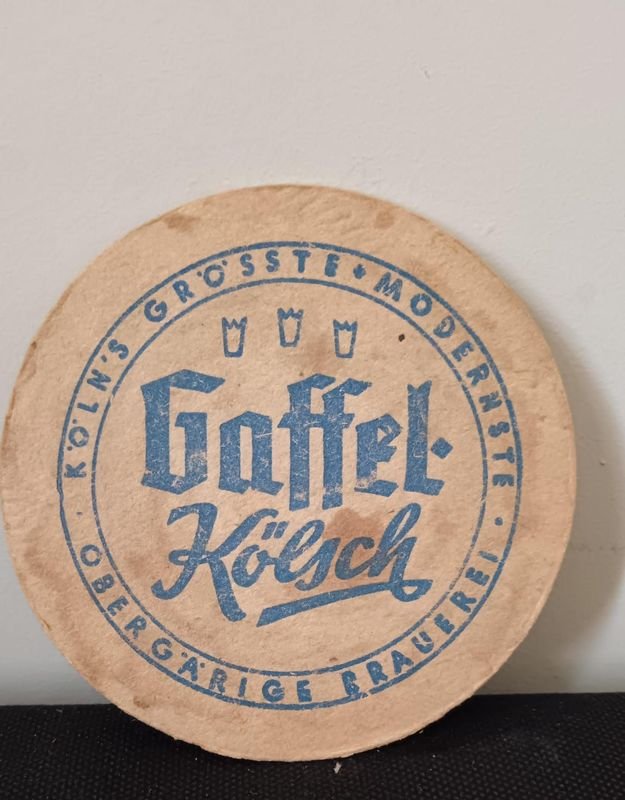 KÖLN'S GRÖSSTE + MODERNSTE
Gaffel-
Kölsch
· OBERGÄRIGE BRAUEREI ·